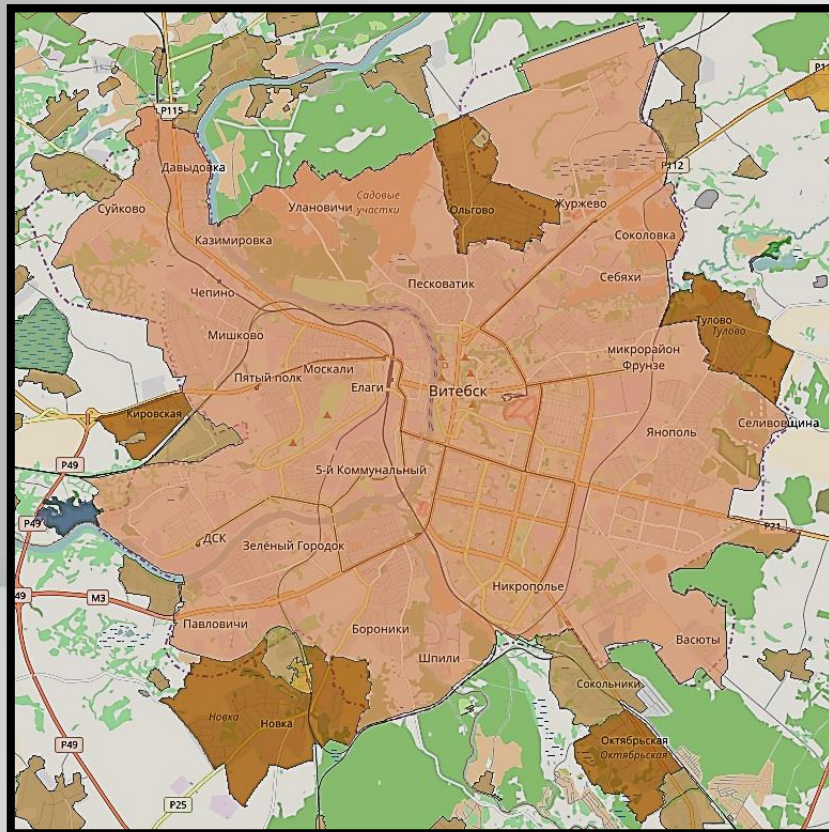 P115
P11
P112
Давыдовка
Суйково
Улановичи
Садовые
участки
Ольгово
Журжево
Казимировка
Соколовка
Песковатик
Себяхи
Чепино
Тулово
Тулово
Мишково
микрорайон
Фрунзе
Москали
Пятый полк
Елаги
Витебск
Кировская
Селивовщина
Янополь
P49
5-й Коммунальный
P49
P21
ДСК
Зелёный Городок
Никрополье
49
M3
Павловичи
Бороники
Васюты
Шпили
Сокольники
Новка
Новка
Октябрьская
Октябрьская
P49
P25